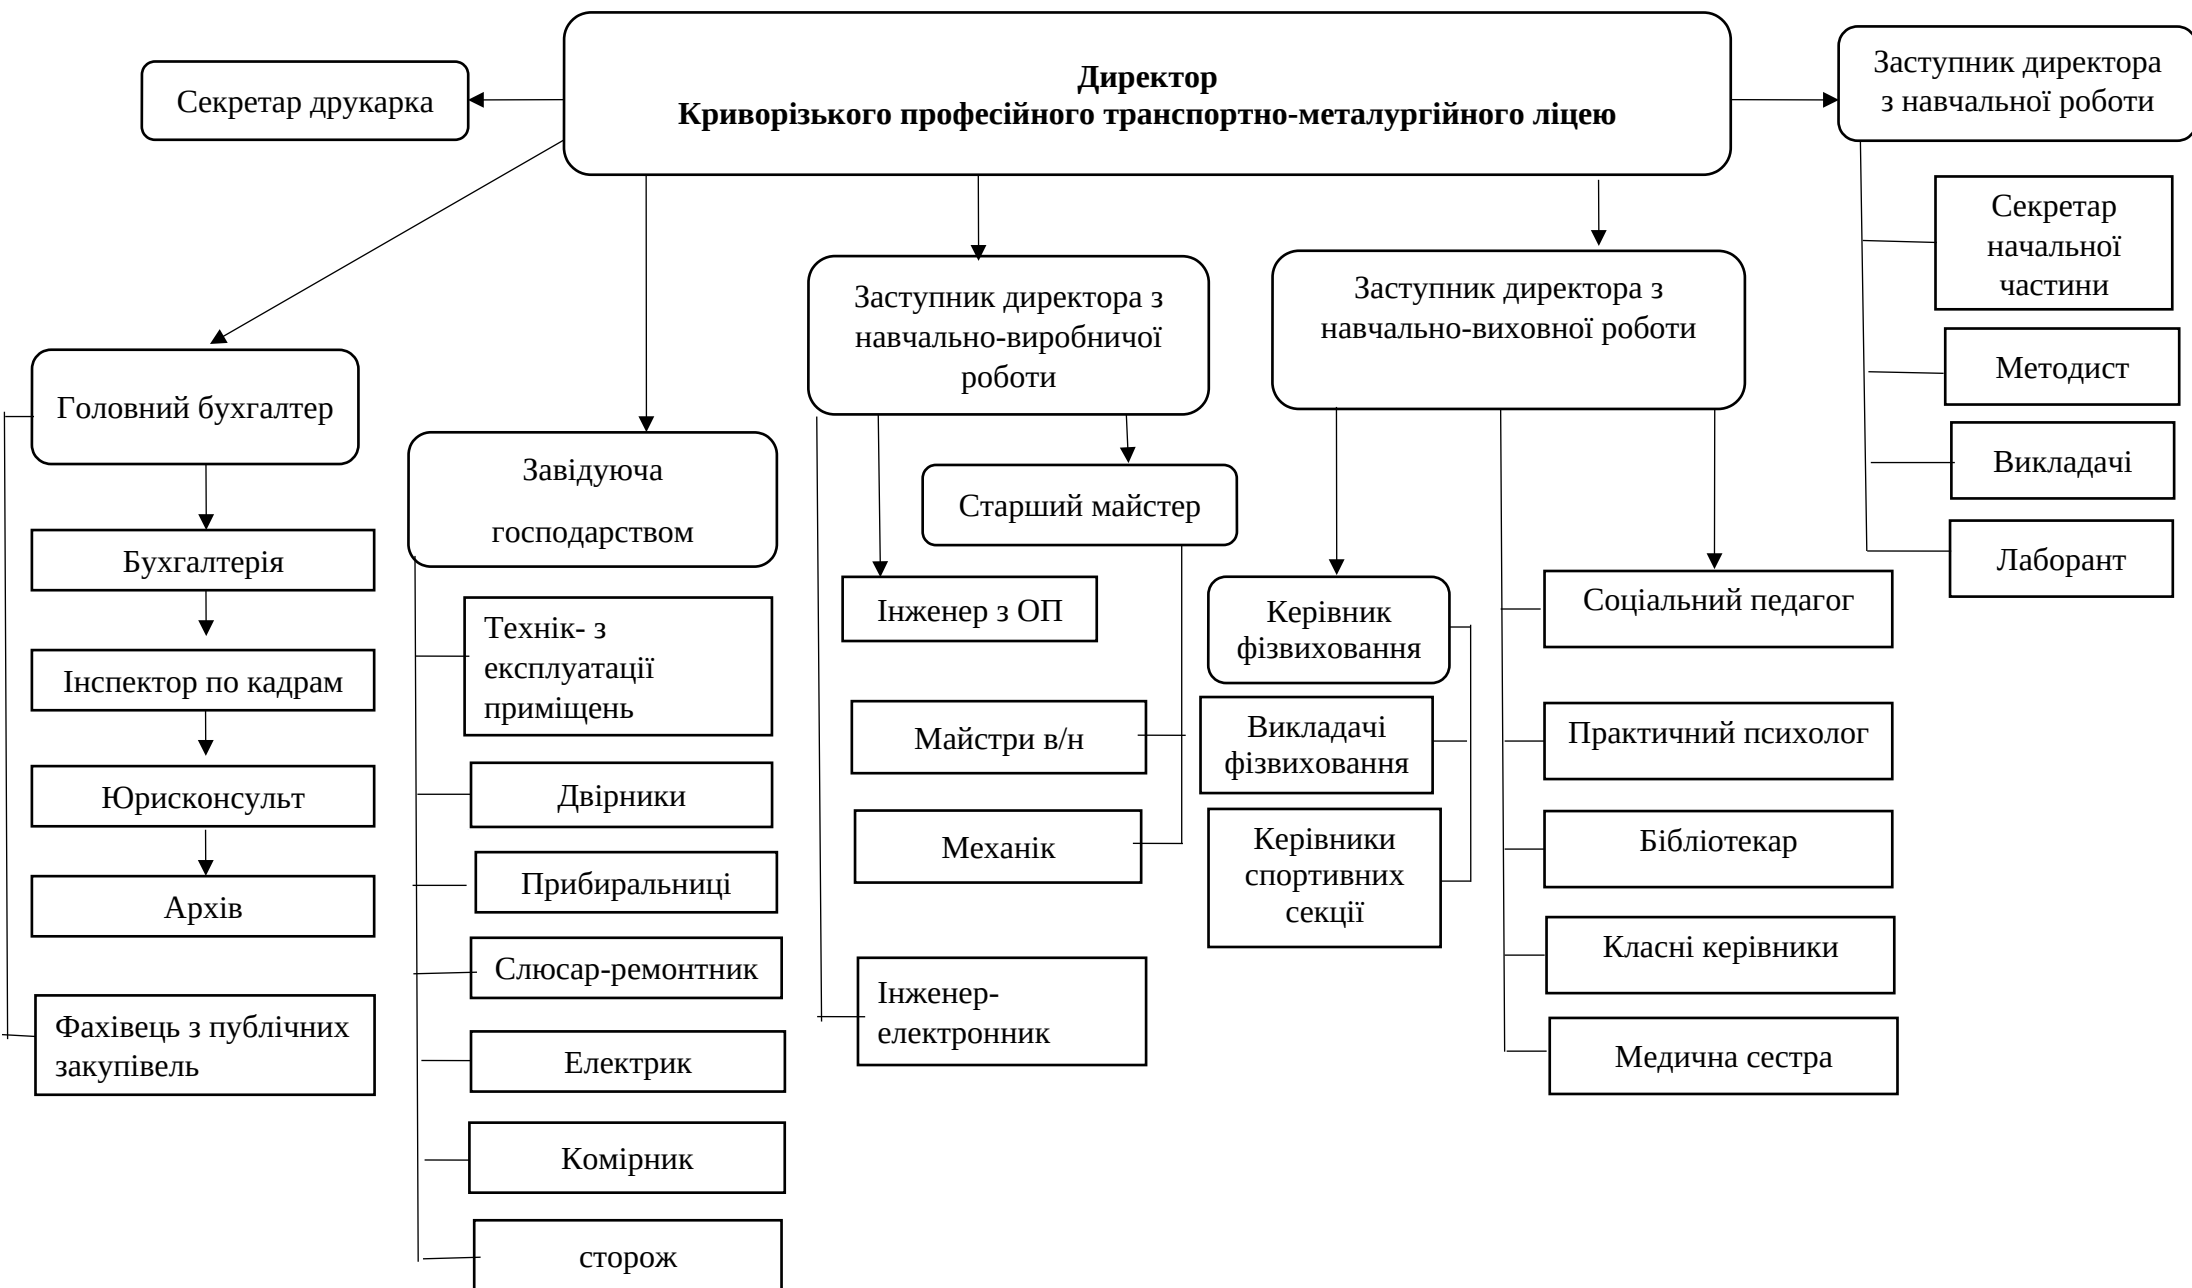 Директор
Криворізького професійного транспортно-металургійного ліцею
Секретар друкарка
Заступник директора
з навчальної роботи
Секретар
начальної
частини
Методист
Викладачі
Лаборант
Головний бухгалтер
Бухгалтерія
Інспектор по кадрам
Юрисконсульт
Архів
Фахівець з публічних
закупівель
Завідуюча
господарством
Технік- з
експлуатації
приміщень
Двірники
Прибиральниці
Слюсар-ремонтник
Електрик
Комірник
сторож
Заступник директора з
навчально-виробничої
роботи
Старший майстер
Інженер з ОП
Майстри в/н
Механік
Інженер-
електронник
Заступник директора з
навчально-виховної роботи
Керівник
фізвиховання
Викладачі
фізвиховання
Керівники
спортивних
секції
Соціальний педагог
Практичний психолог
Бібліотекар
Класні керівники
Медична сестра